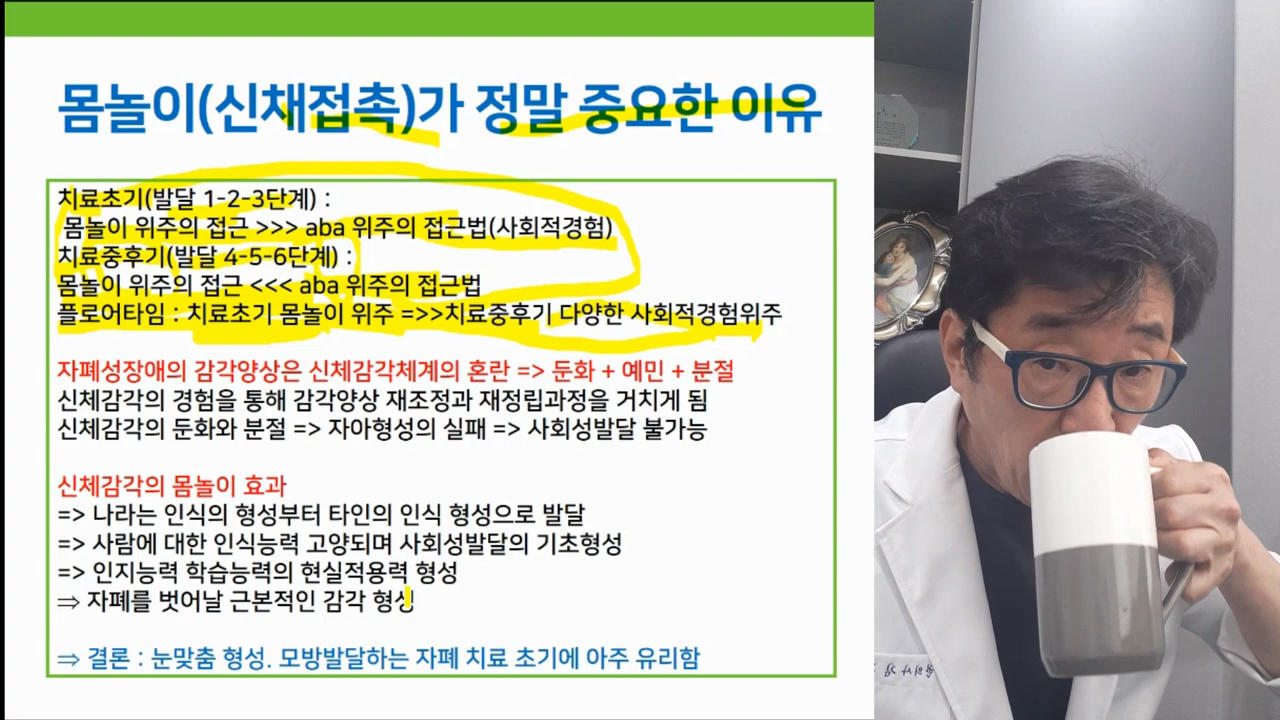 몸놀이(신채접촉)가 정말 중요한 이유
치료초기(발달 1-2-3단계) :
몸놀이 위주의 접근 >>> aba 위주의 접근법(사회적경험)
치료중후기(발달 4-5-6단계) :
몸놀이 위주의 접근 <<< aba 위주의 접근법
플로어타임 : 치료초기 몸놀이 위주 =>>치료중후기 다양한 사회적경험위주
자폐성장애의 감각양상은 신체감각체계의 혼란 => 둔화 + 예민 + 분절
신체감각의 경험을 통해 감각양상 재조정과 재정립과정을 거치게 됨
신체감각의 둔화와 분절 => 자아형성의 실패 => 사회성발달 불가능
신체감각의 몸놀이 효과
=> 나라는 인식의 형성부터 타인의 인식 형성으로 발달
=> 사람에 대한 인식능력 고양되며 사회성발달의 기초형성
=> 인지능력 학습능력의 현실적용력 형성
⇒ 자폐를 벗어날 근본적인 감각 형성
⇒ 결론 : 눈맞춤 형성. 모방발달하는 자폐 치료 초기에 아주 유리함